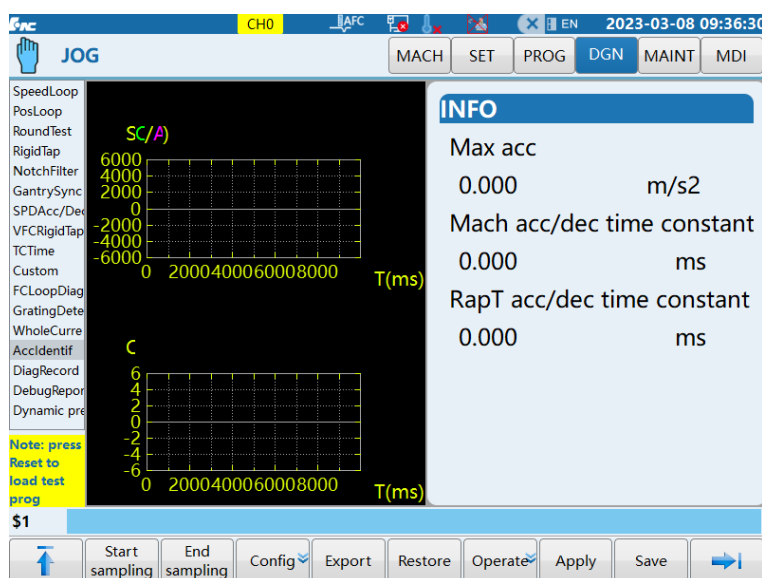 CH0 AFC EN 2023-03-08 09:36:30
JOG
MACH SET PROG DGN MAINT MDI
SpeedLoop
PosLoop
RoundTest
RigidTap
NotchFilter
GantrySync
SPDAcc/Dec
VFCRigidTap
TCTime
Custom
FCLoopDiag
GratingDete
WholeCurre
AccIdentif
DiagRecord
DebugRepor
Dynamic pre
Note: press
Reset to
load test
prog
SC/A)
6000
4000
2000
0
-2000
-4000
-6000
0 2000400060008000 T(ms)
C
6
4
2
0
-2
-4
-6
0 2000400060008000 T(ms)
INFO
Max acc
0.000 m/s2
Mach acc/dec time constant
0.000 ms
RapT acc/dec time constant
0.000 ms
$1
Start sampling
End sampling
Config
Export
Restore
Operate
Apply
Save